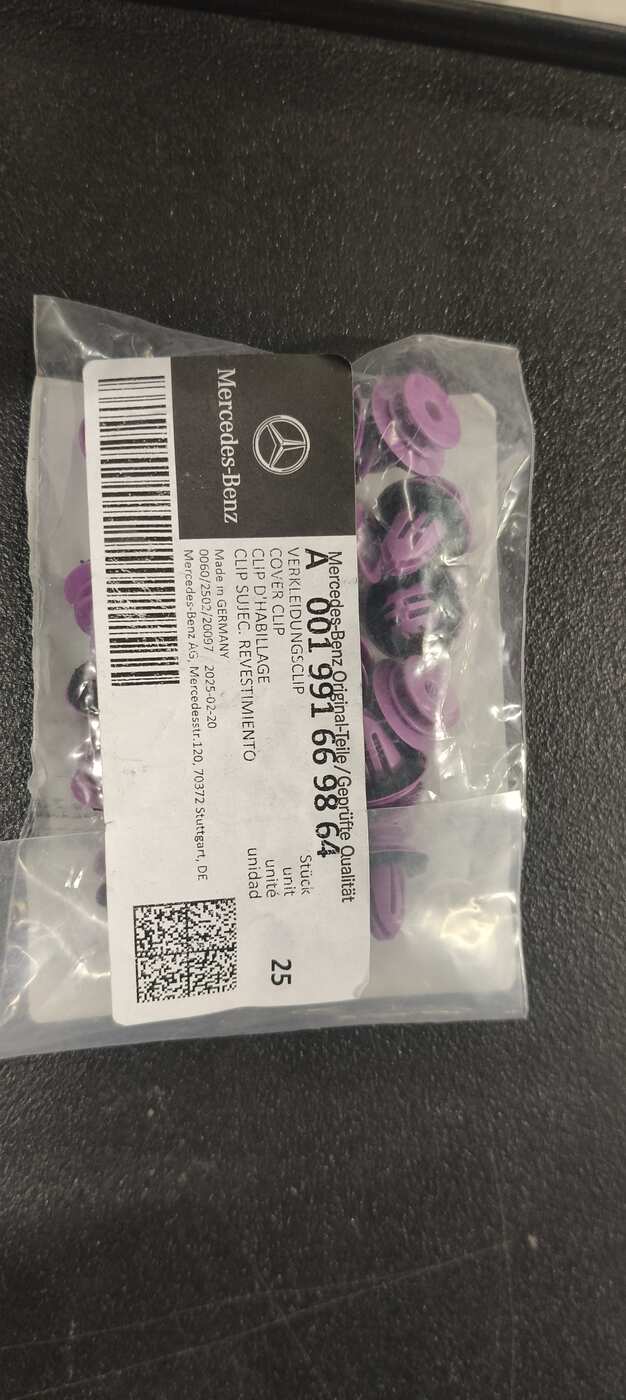 Mercedes-Benz
Mercedes-Benz Original-Teile/Geprüfte Qualität
A 001 991 66 98 64
VERKLEIDUNGSCLIP
COVER CLIP
CLIP D'HABILLAGE
CLIP SUJEC. REVESTIMIENTO
Stück
unit
unité
unidad
25
Made in GERMANY
0060/2502/20097 2025-02-20
Mercedes-Benz AG, Mercedesstr.120, 70372 Stuttgart, DE